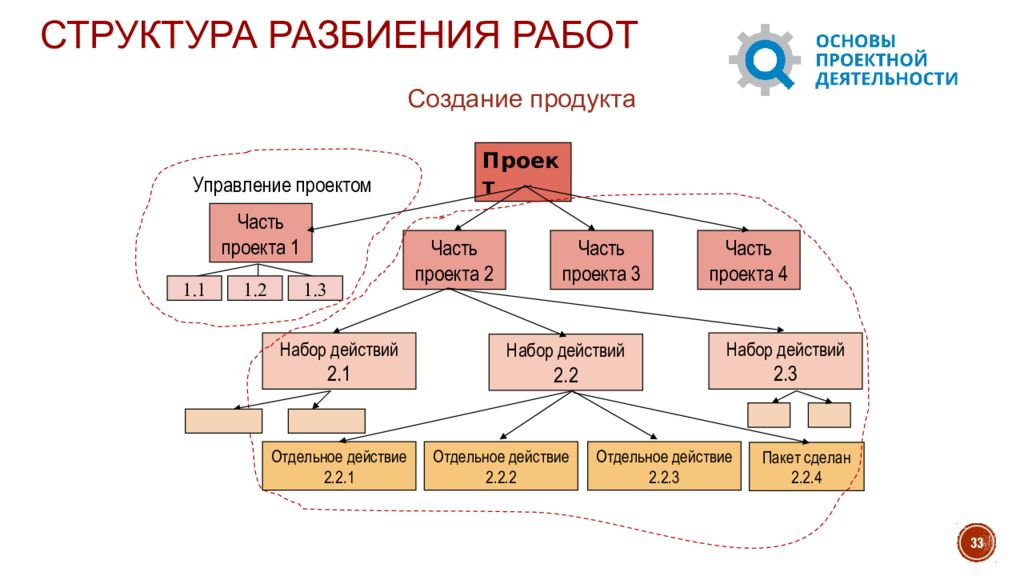 СТРУКТУРА РАЗБИЕНИЯ РАБОТ
ОСНОВЫ
ПРОЕКТНОЙ
ДЕЯТЕЛЬНОСТИ
Создание продукта
Проек
т
Управление проектом
Часть
проекта 1
Часть
проекта 2
Часть
проекта 3
Часть
проекта 4
1.1
1.2
1.3
Набор действий
2.1
Набор действий
2.2
Набор действий
2.3
Отдельное действие
2.2.1
Отдельное действие
2.2.2
Отдельное действие
2.2.3
Пакет сделан
2.2.4
33